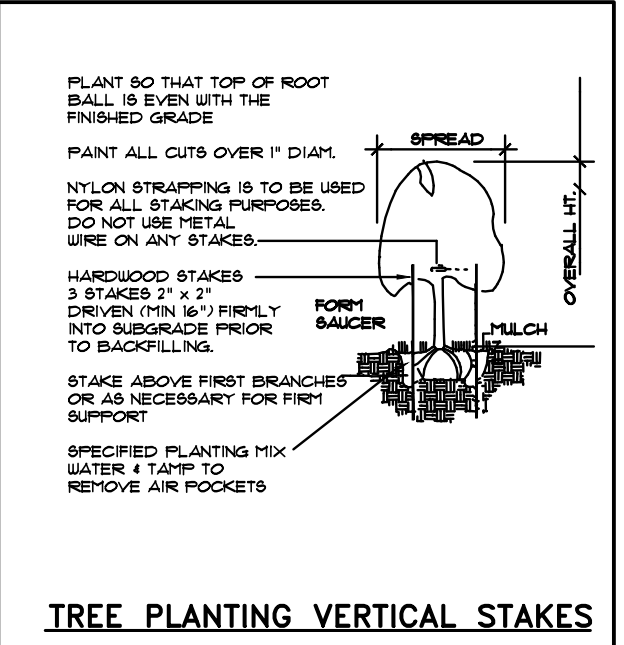 PLANT SO THAT TOP OF ROOT
BALL IS EVEN WITH THE
FINISHED GRADE
PAINT ALL CUTS OVER 1" DIAM.
NYLON STRAPPING IS TO BE USED
FOR ALL STAKING PURPOSES.
DO NOT USE METAL
WIRE ON ANY STAKES.
HARDWOOD STAKES
3 STAKES 2" x 2"
DRIVEN (MIN 16") FIRMLY
INTO SUBGRADE PRIOR
TO BACKFILLING.
STAKE ABOVE FIRST BRANCHES
OR AS NECESSARY FOR FIRM
SUPPORT
SPECIFIED PLANTING MIX
WATER & TAMP TO
REMOVE AIR POCKETS
SPREAD
OVERALL HT.
FORM
SAUCER
MULCH
TREE PLANTING VERTICAL STAKES